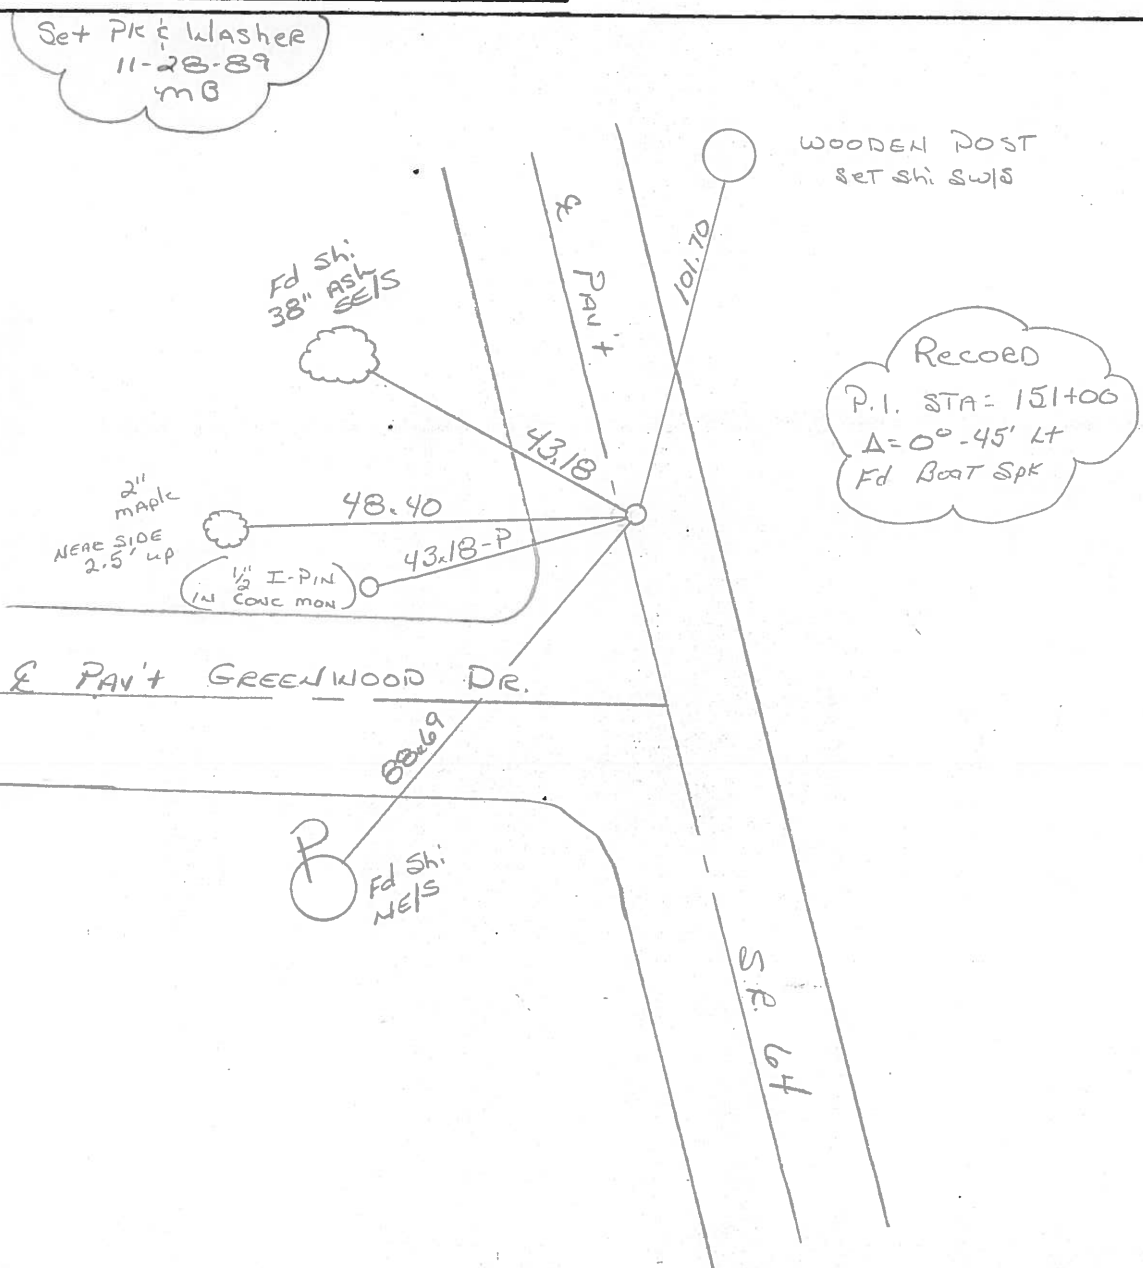 Set PK & WASHER
11-28-89
mB
WOODEN POST
SET Shi SW/S
℄ PAV't
101.70
Fd Shi
38" ASH
SE/S
RECORD
P.I. STA= 151+00
Δ=0°-45' Lt
Fd BOAT SPK
43.18
2"
MAPLE
NEAR SIDE
2.5' up
48.40
43.18-P
½" I-PIN
IN CONC MON
℄ PAV't GREENWOOD DR.
88.69
P
Fd Shi
NE/S
S.R. 64